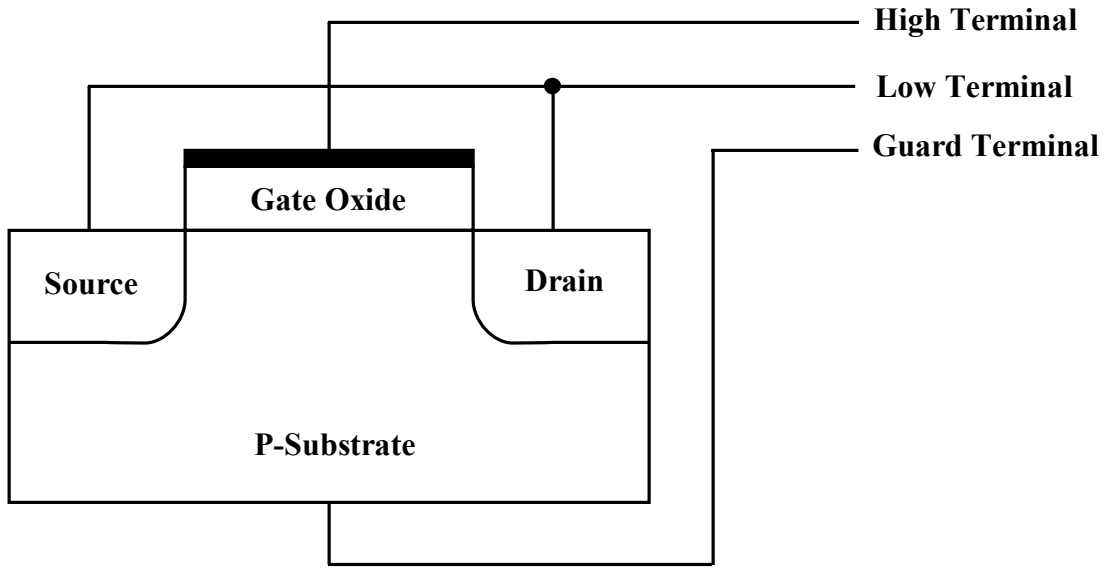 High Terminal
Low Terminal
Guard Terminal
Gate Oxide
Source
Drain
P-Substrate